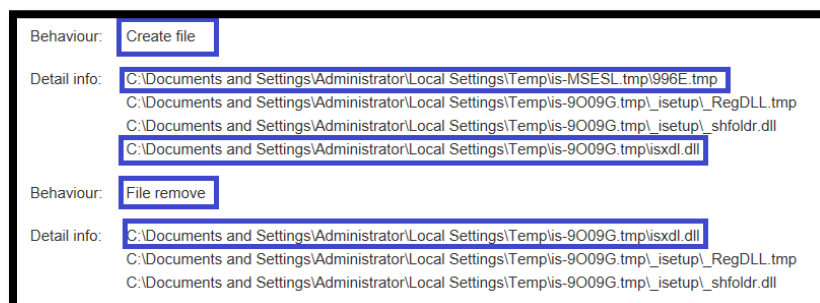 Behaviour: Create file
Detail info: C:\Documents and Settings\Administrator\Local Settings\Temp\is-MSESL.tmp\996E.tmp
C:\Documents and Settings\Administrator\Local Settings\Temp\is-9O09G.tmp\_isetup\_RegDLL.tmp
C:\Documents and Settings\Administrator\Local Settings\Temp\is-9O09G.tmp\_isetup\_shfoldr.dll
C:\Documents and Settings\Administrator\Local Settings\Temp\is-9O09G.tmp\isxdl.dll
Behaviour: File remove
Detail info: C:\Documents and Settings\Administrator\Local Settings\Temp\is-9O09G.tmp\isxdl.dll
C:\Documents and Settings\Administrator\Local Settings\Temp\is-9O09G.tmp\_isetup\_RegDLL.tmp
C:\Documents and Settings\Administrator\Local Settings\Temp\is-9O09G.tmp\_isetup\_shfoldr.dll